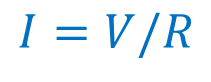 I = V/R